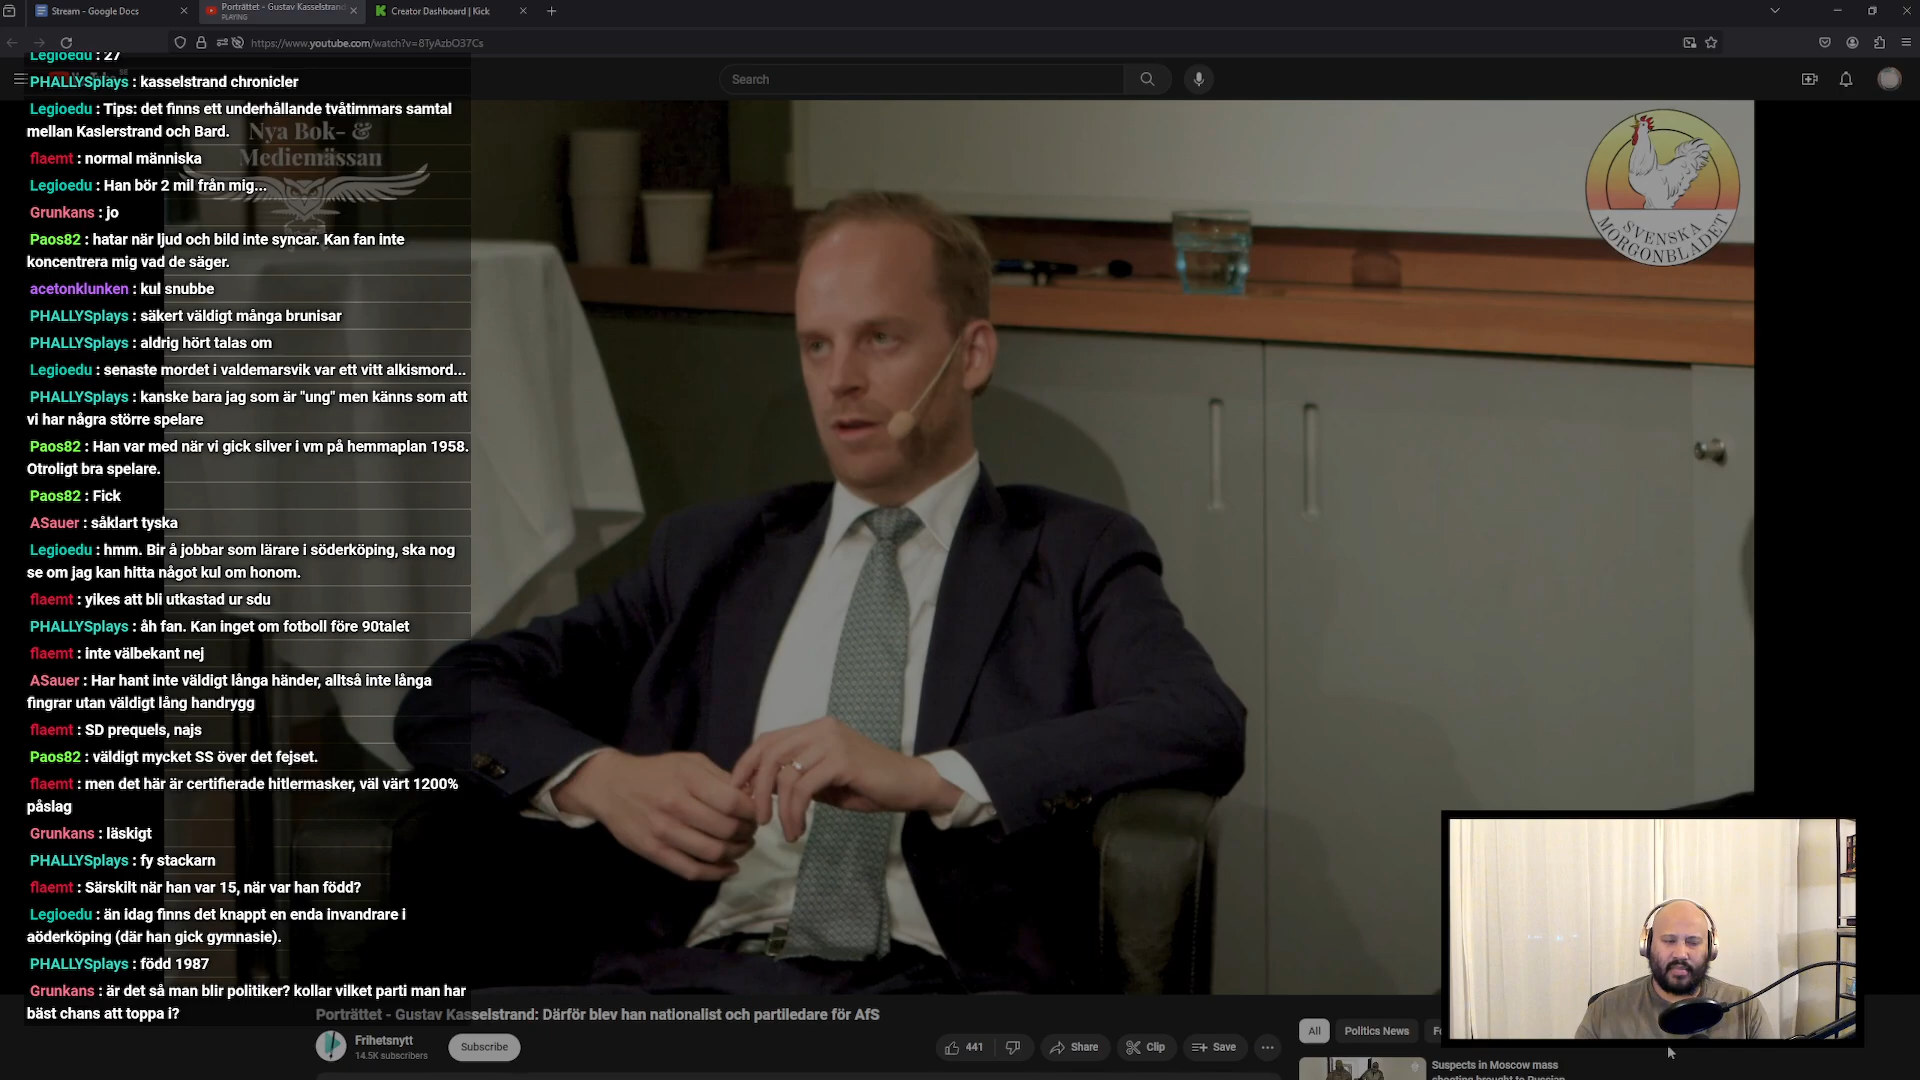 Stream - Google Docs
Porträttet - Gustav Kasselstrand
PLAYING
Creator Dashboard | Kick
https://www.youtube.com/watch?v=8TyAzbO37Cs
Search
Legioedu : 27
PHALLYSplays : kasselstrand chronicler
Legioedu : Tips: det finns ett underhållande tvåtimmars samtal
mellan Kaslerstrand och Bard.
flaemt : normal människa
Legioedu : Han bör 2 mil från mig...
Grunkans : jo
Paos82 : hatar när ljud och bild inte syncar. Kan fan inte
koncentrera mig vad de säger.
acetonklunken : kul snubbe
PHALLYSplays : säkert väldigt många brunisar
PHALLYSplays : aldrig hört talas om
Legioedu : senaste mordet i valdemarsvik var ett vitt alkismord...
PHALLYSplays : kanske bara jag som är "ung" men känns som att
vi har några större spelare
Paos82 : Han var med när vi gick silver i vm på hemmaplan 1958.
Otroligt bra spelare.
Paos82 : Fick
ASauer : såklart tyska
Legioedu : hmm. Bir å jobbar som lärare i söderköping, ska nog
se om jag kan hitta något kul om honom.
flaemt : yikes att bli utkastad ur sdu
PHALLYSplays : åh fan. Kan inget om fotboll före 90talet
flaemt : inte välbekant nej
ASauer : Har hant inte väldigt långa händer, alltså inte långa
fingrar utan väldigt lång handrygg
flaemt : SD prequels, najs
Paos82 : väldigt mycket SS över det fejset.
flaemt : men det här är certifierade hitlermasker, väl värt 1200%
påslag
Grunkans : läskigt
PHALLYSplays : fy stackarn
flaemt : Särskilt när han var 15, när var han född?
Legioedu : än idag finns det knappt en enda invandrare i
aöderköping (där han gick gymnasie).
PHALLYSplays : född 1987
Grunkans : är det så man blir politiker? kollar vilket parti man har
bäst chans att toppa i?
Nya Bok- &
Mediemässan
SVENSKA
MORGONBLADET
Porträttet - Gustav Kasselstrand: Därför blev han nationalist och partiledare för AfS
Frihetsnytt
14.5K subscribers
Subscribe
441
Share
Clip
Save
All
Politics News
Suspects in Moscow mass
shooting brought to Russian